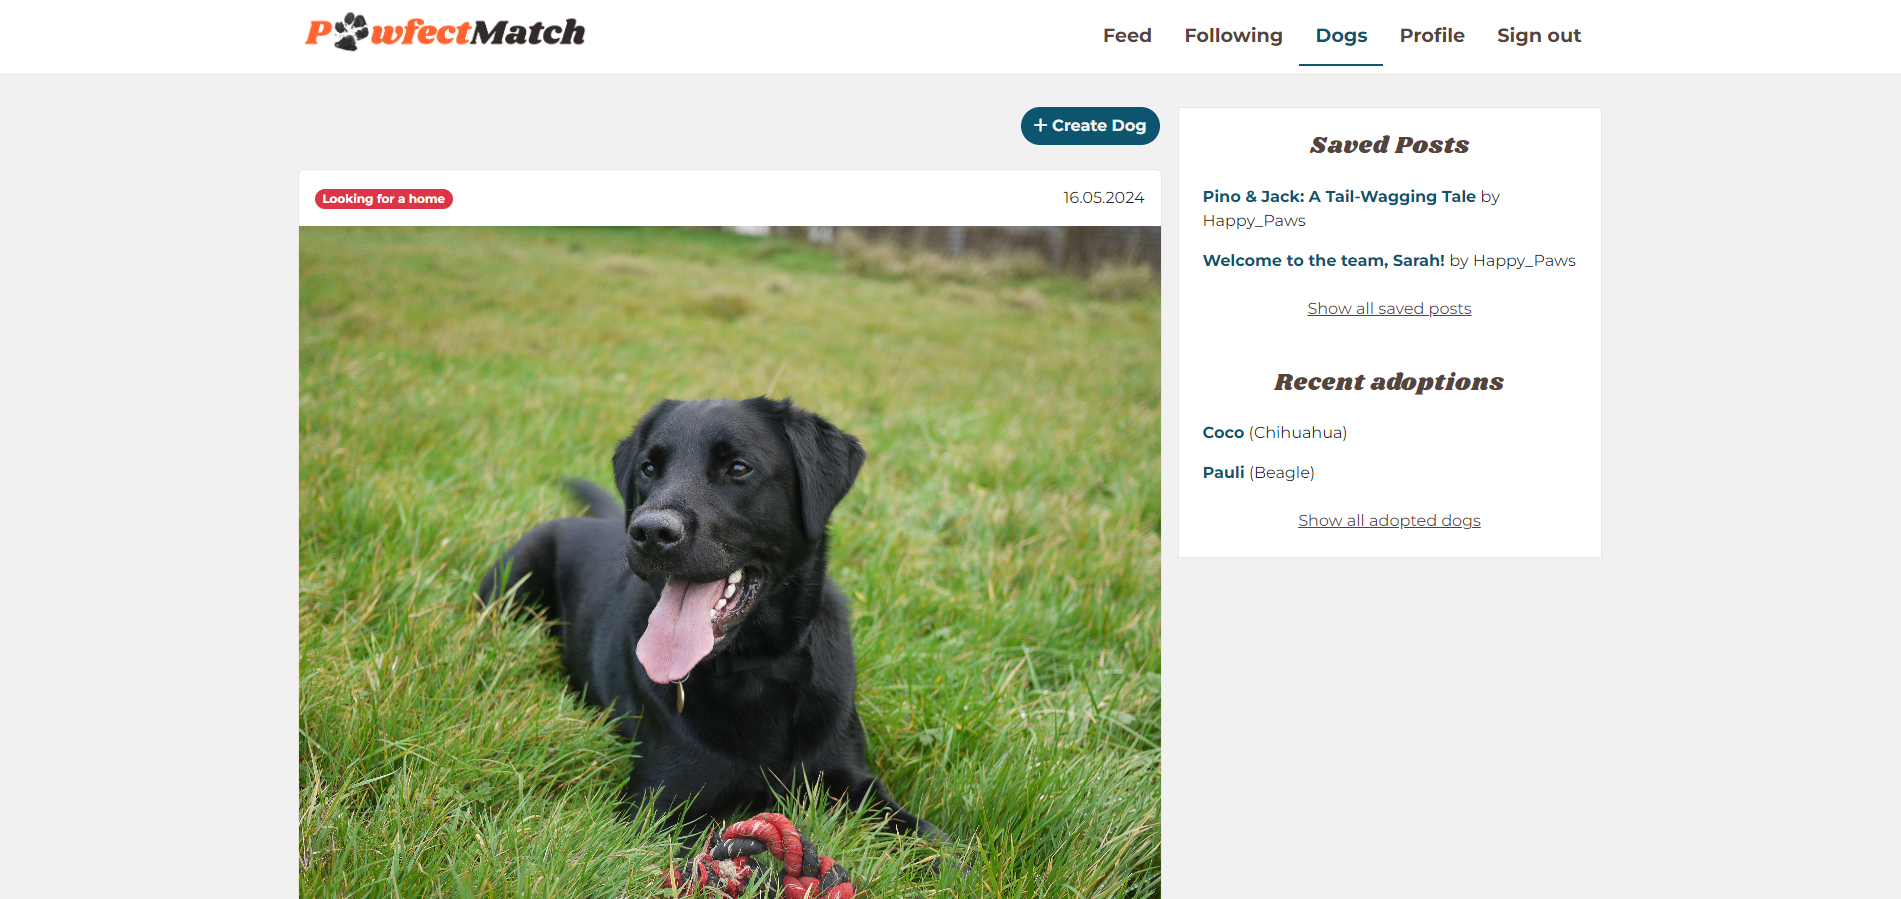 PawfectMatch
Feed Following Dogs Profile Sign out
+ Create Dog
Looking for a home
16.05.2024
Saved Posts
Pino & Jack: A Tail-Wagging Tale by
Happy_Paws
Welcome to the team, Sarah! by Happy_Paws
Show all saved posts
Recent adoptions
Coco (Chihuahua)
Pauli (Beagle)
Show all adopted dogs